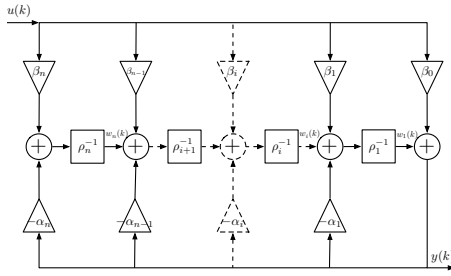 u(k)
β_n β_{n−1} β_i β_1 β_0
ρ_n^{−1} w_n(k) ρ_{i+1}^{−1} ρ_i^{−1} w_i(k) ρ_1^{−1} w_1(k)
−α_n −α_{n−1} −α_i −α_1
y(k